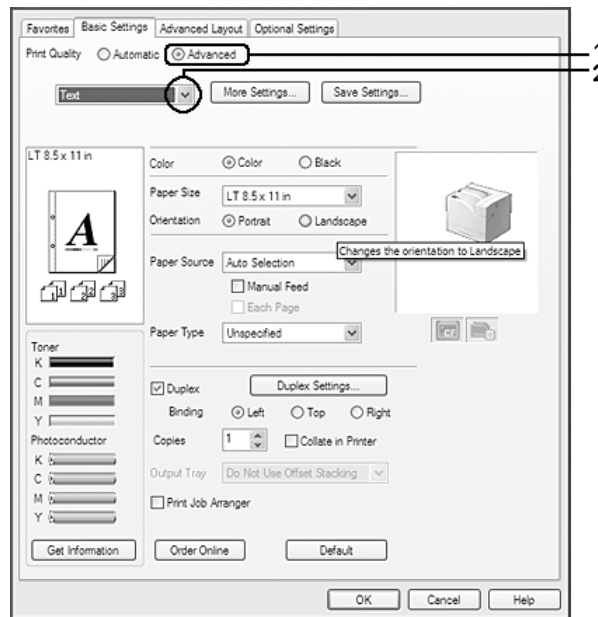 Favorites Basic Settings Advanced Layout Optional Settings
Print Quality Automatic Advanced
1
2
Text More Settings... Save Settings...
LT 8.5 x 11 in
A
Color Color Black
Paper Size LT 8.5 x 11 in
Orientation Portrait Landscape
Changes the orientation to Landscape
Paper Source Auto Selection
Manual Feed
Each Page
Paper Type Unspecified
Toner
K
C
M
Y
Photoconductor
K
C
M
Y
Duplex Duplex Settings...
Binding Left Top Right
Copies 1 Collate in Printer
Output Tray Do Not Use Offset Stacking
Print Job Arranger
Get Information Order Online Default
OK Cancel Help